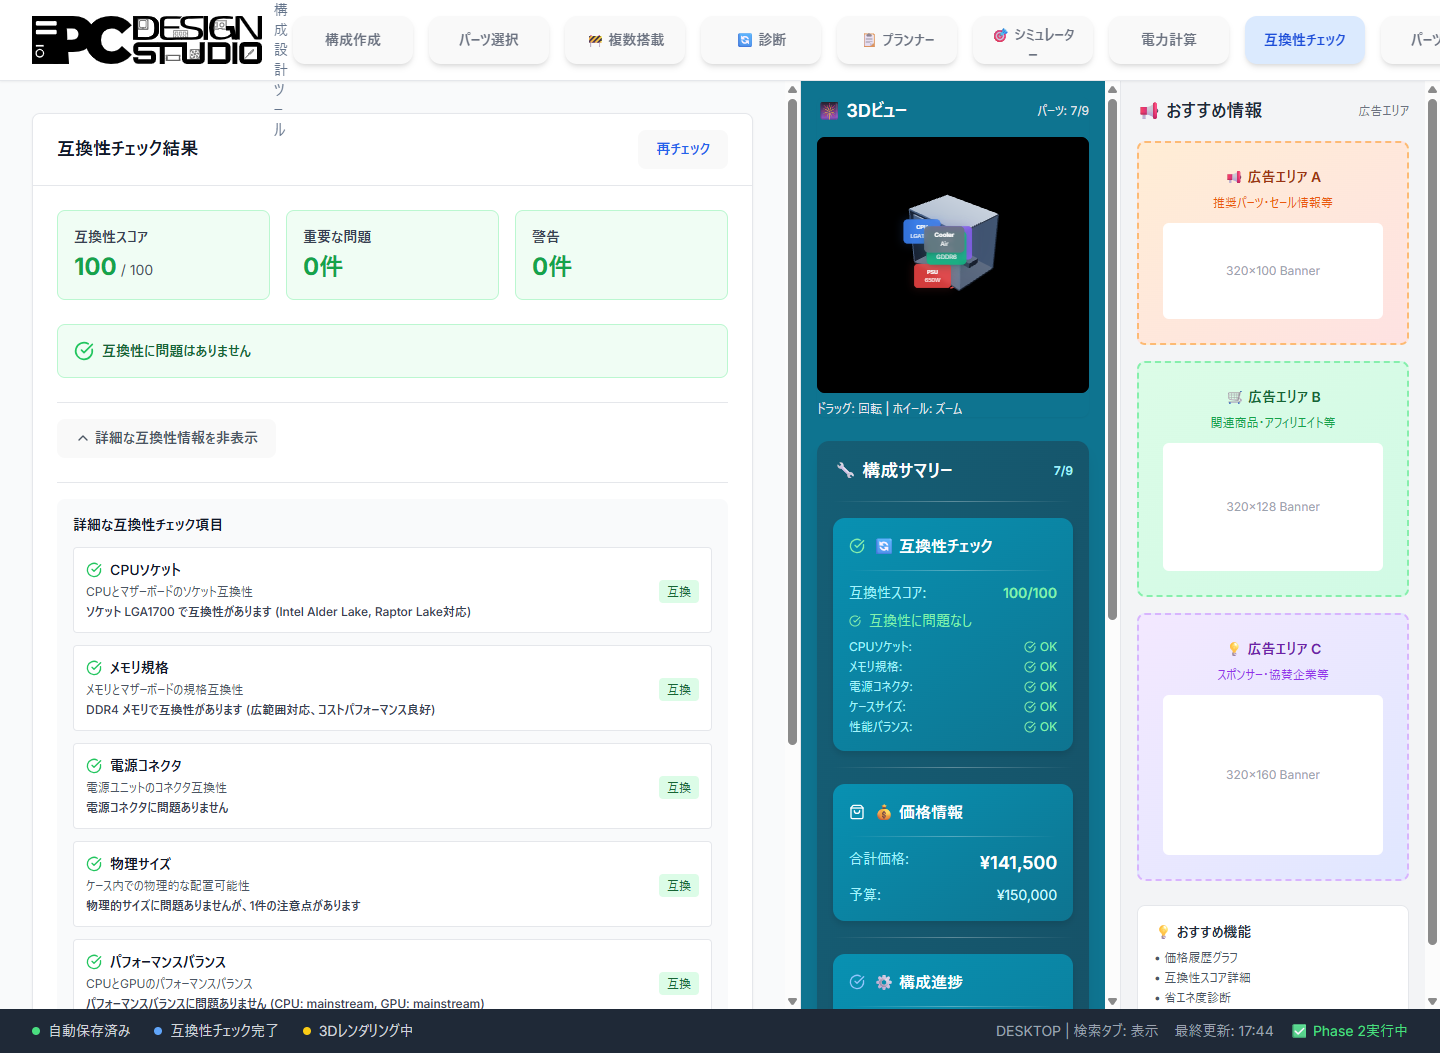 PC DESIGN STUDIO
構成設計ツール
構成作成
パーツ選択
🚧 複数搭載
🔄 診断
📋 プランナー
🎯 シミュレーター
電力計算
互換性チェック
パーツ
互換性チェック結果
再チェック
互換性スコア
100 / 100
重要な問題
0件
警告
0件
互換性に問題はありません
詳細な互換性情報を非表示
詳細な互換性チェック項目
CPUソケット
CPUとマザーボードのソケット互換性
ソケット LGA1700 で互換性があります (Intel Alder Lake, Raptor Lake対応)
互換
メモリ規格
メモリとマザーボードの規格互換性
DDR4 メモリで互換性があります (広範囲対応、コストパフォーマンス良好)
互換
電源コネクタ
電源ユニットのコネクタ互換性
電源コネクタに問題ありません
互換
物理サイズ
ケース内での物理的な配置可能性
物理的サイズに問題ありませんが、1件の注意点があります
互換
パフォーマンスバランス
CPUとGPUのパフォーマンスバランス
パフォーマンスバランスに問題ありません (CPU: mainstream, GPU: mainstream)
互換
🎆 3Dビュー
パーツ: 7/9
Cooler
Air
GDDR6
PSU
650W
ドラッグ: 回転 | ホイール: ズーム
🔧 構成サマリー
7/9
🔄 互換性チェック
互換性スコア:
100/100
互換性に問題なし
CPUソケット:
OK
メモリ規格:
OK
電源コネクタ:
OK
ケースサイズ:
OK
性能バランス:
OK
💰 価格情報
合計価格:
¥141,500
予算:
¥150,000
⚙️ 構成進捗
📢 おすすめ情報
広告エリア
📢 広告エリア A
推奨パーツ・セール情報等
320×100 Banner
🛒 広告エリア B
関連商品・アフィリエイト等
320×128 Banner
💡 広告エリア C
スポンサー・協賛企業等
320×160 Banner
💡 おすすめ機能
• 価格履歴グラフ
• 互換性スコア詳細
• 省エネ度診断
自動保存済み
互換性チェック完了
3Dレンダリング中
DESKTOP | 検索タブ: 表示
最終更新: 17:44
✅ Phase 2実行中